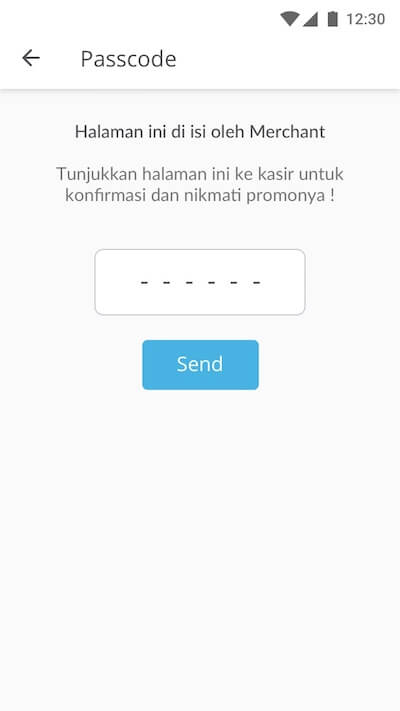 12:30
Passcode
Halaman ini di isi oleh Merchant
Tunjukkan halaman ini ke kasir untuk
konfirmasi dan nikmati promonya !
- - - - - -
Send